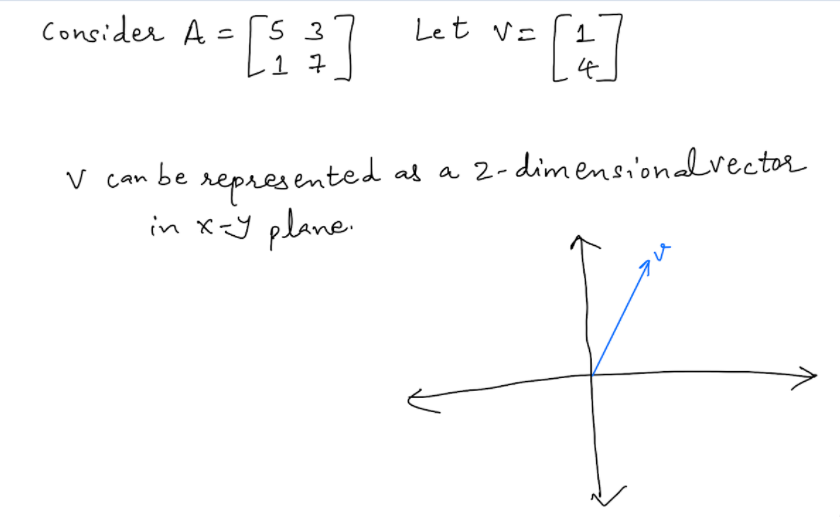 Consider A = [5 3 Let v = [1
1 7] 4]
v can be represented as a 2-dimensional vector
in x-y plane.
v